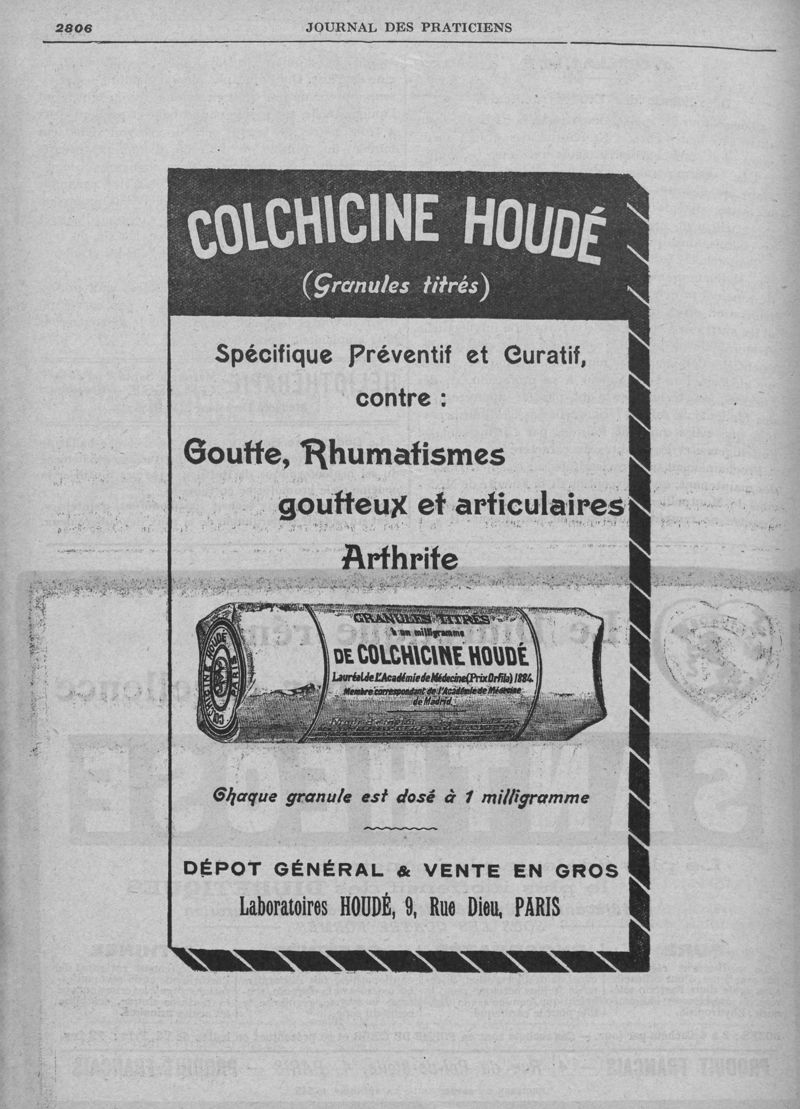 2806
JOURNAL DES PRATICIENS
COLCHICINE HOUDÉ
(Granules titrés)
Spécifique Préventif et Curatif,
contre :
Goutte, Rhumatismes
goutteux et articulaires
Arthrite
GRANULES TITRÉS
à un milligramme
DE COLCHICINE HOUDÉ
Lauréat de L'Académie de Médecine (Prix Orfila) 1884.
Membre correspondant de l'Académie de Médecine
de Madrid.
COLCHICINE HOUDÉ
PARIS
Chaque granule est dosé à 1 milligramme
DÉPOT GÉNÉRAL & VENTE EN GROS
Laboratoires HOUDÉ, 9, Rue Dieu, PARIS